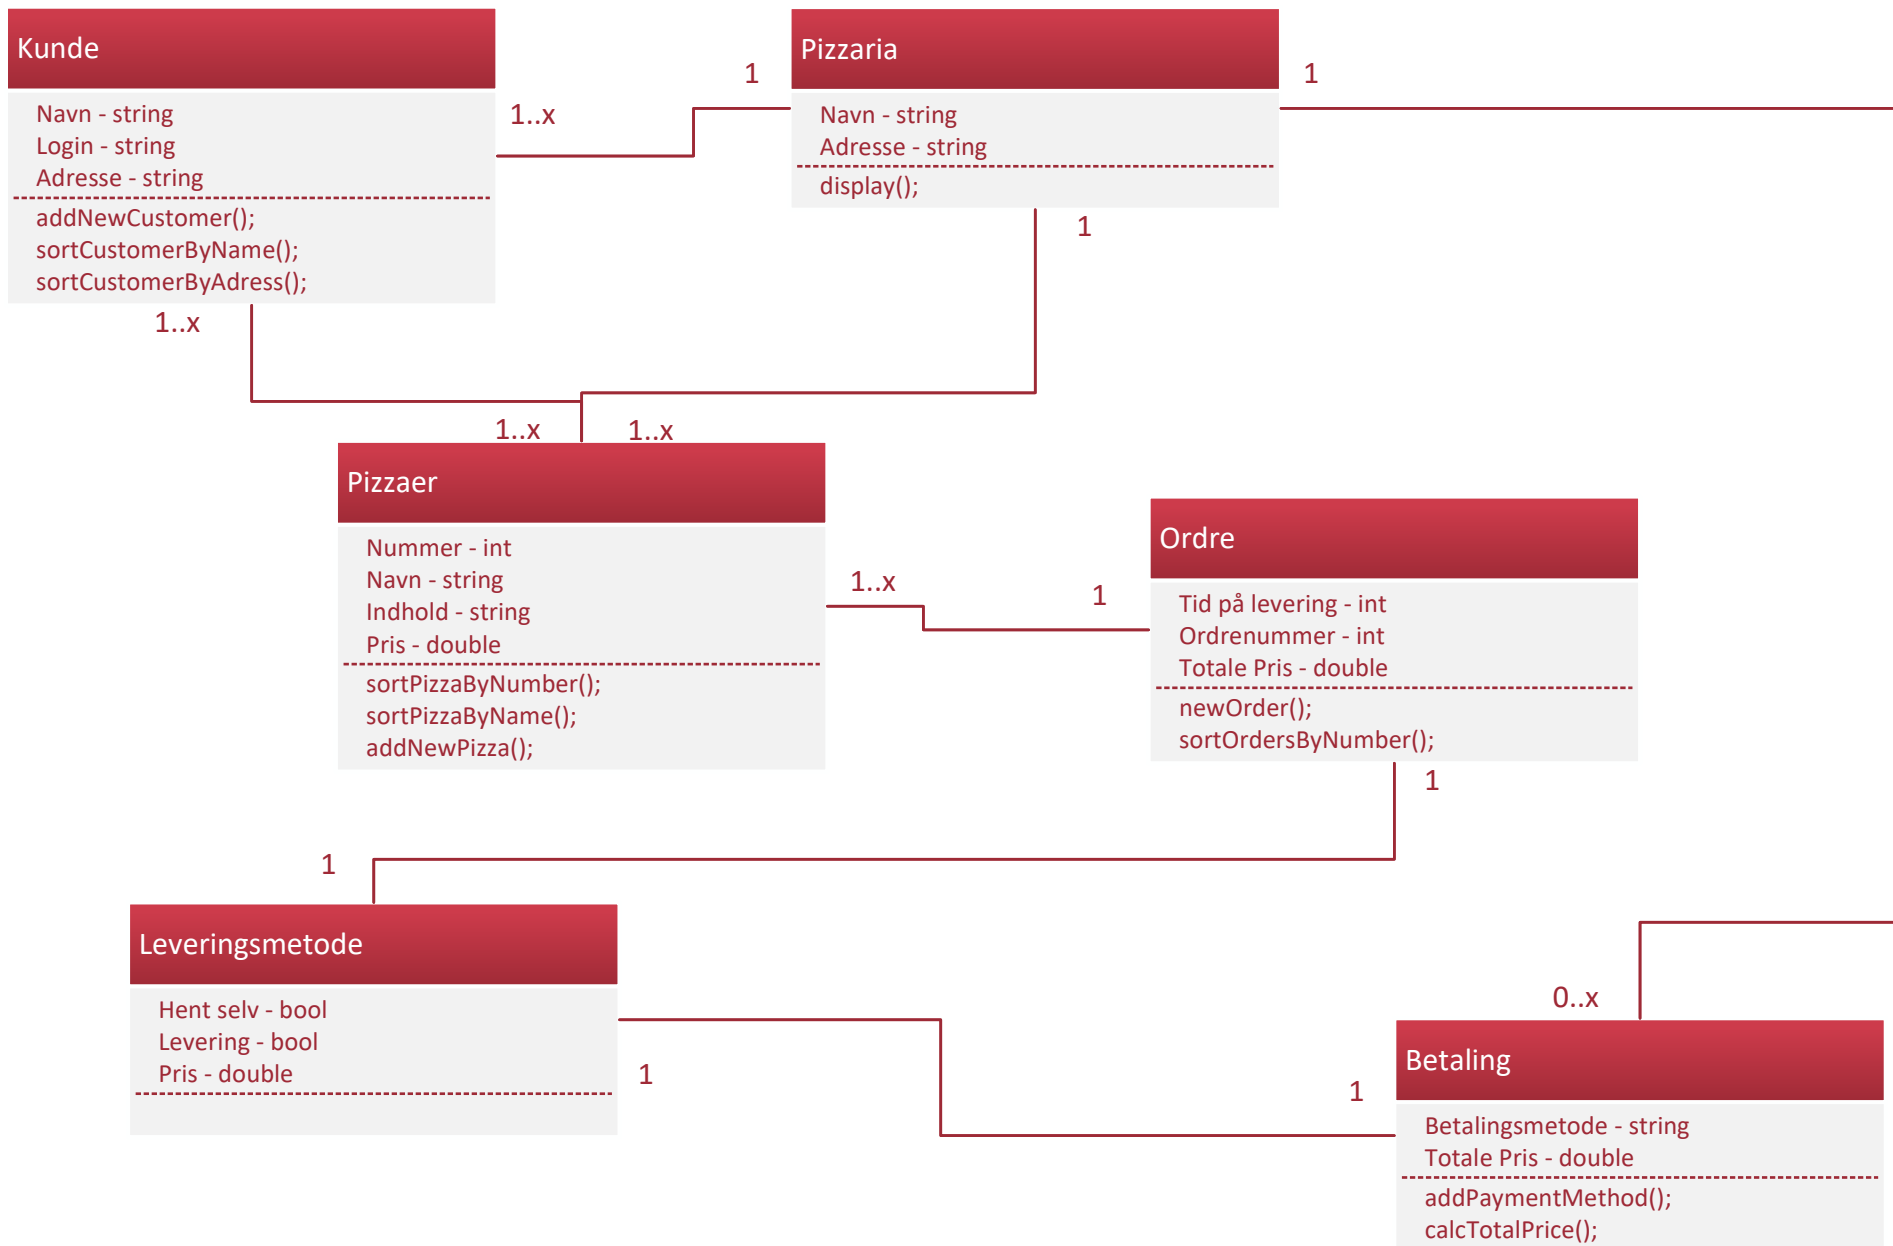 Kunde
Navn - string
Login - string
Adresse - string
addNewCustomer();
sortCustomerByName();
sortCustomerByAdress();
1..x
1..x
1
Pizzaria
Navn - string
Adresse - string
display();
1
1
1..x
1..x
Pizzaer
Nummer - int
Navn - string
Indhold - string
Pris - double
sortPizzaByNumber();
sortPizzaByName();
addNewPizza();
1..x
1
Ordre
Tid på levering - int
Ordrenummer - int
Totale Pris - double
newOrder();
sortOrdersByNumber();
1
1
Leveringsmetode
Hent selv - bool
Levering - bool
Pris - double
1
1
0..x
Betaling
Betalingsmetode - string
Totale Pris - double
addPaymentMethod();
calcTotalPrice();